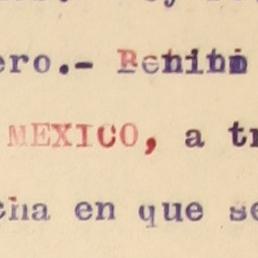 ero.- Benito
MEXICO, a tr
cha en que se